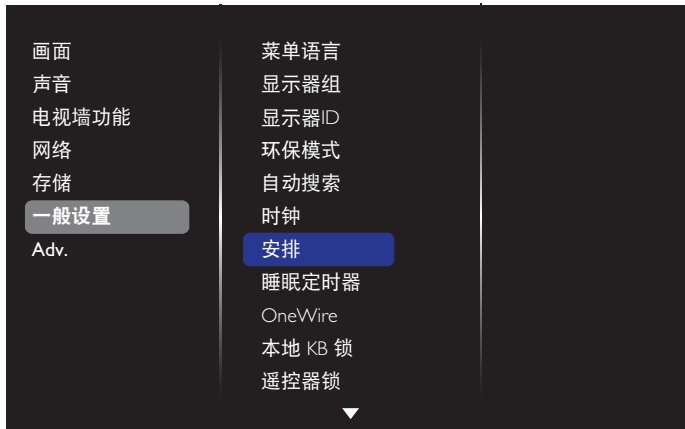 画面
声音
电视墙功能
网络
存储
一般设置
Adv.
菜单语言
显示器组
显示器ID
环保模式
自动搜索
时钟
安排
睡眠定时器
OneWire
本地 KB 锁
遥控器锁